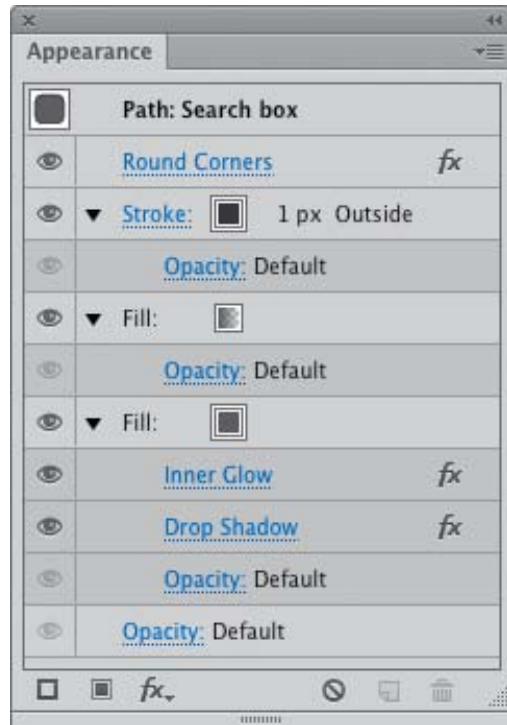 Appearance
Path: Search box
Round Corners fx
Stroke: 1 px Outside
Opacity: Default
Fill:
Opacity: Default
Fill:
Inner Glow fx
Drop Shadow fx
Opacity: Default
Opacity: Default
fx